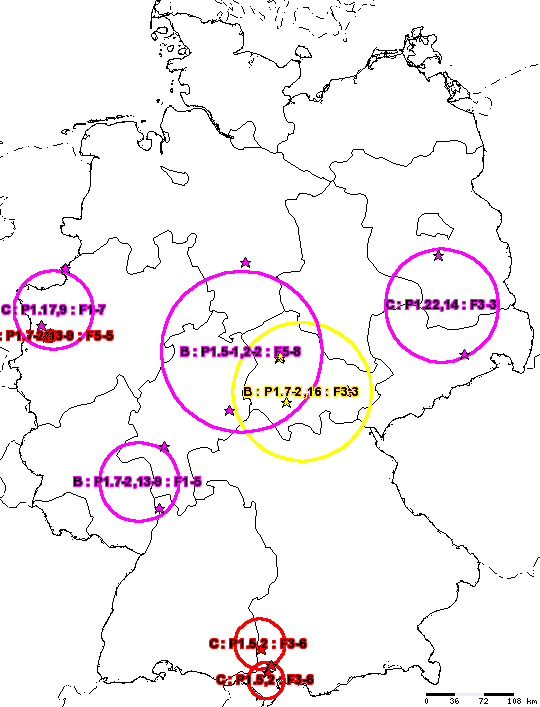 C : P1.22,14 : F3-3
C : P1.17,9 : F1-7
: P1.7-2,13-9 : F5-5
B : P1.5-1,2-2 : F5-8
B : P1.7-2,16 : F3-3
B : P1.7-2,13-9 : F1-5
C : P1.5,2 : F3-6
C : P1.5,2 : F3-6
0 36 72 108 km